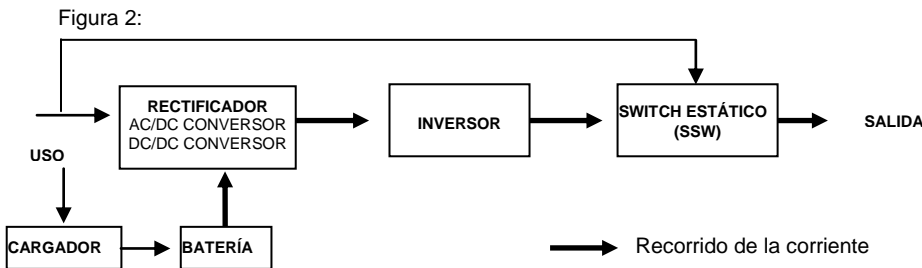 Figura 2:
RECTIFICADOR
AC/DC CONVERSOR
DC/DC CONVERSOR
INVERSOR
SWITCH ESTÁTICO
(SSW)
SALIDA
USO
CARGADOR
BATERÍA
Recorrido de la corriente